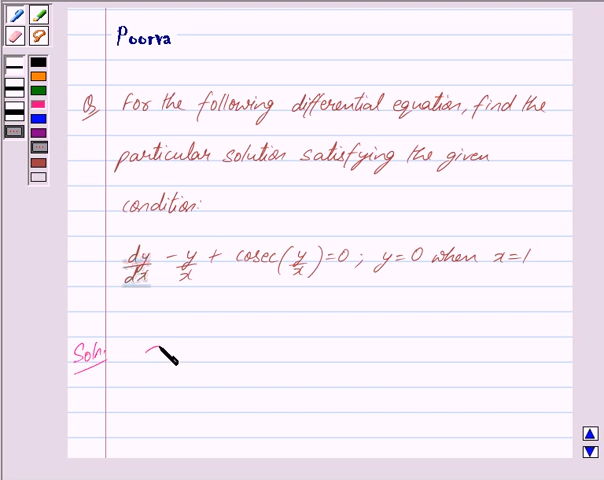 Poorva
Q For the following differential equation, find the
particular solution satisfying the given
condition:
dy/dx - y/x + cosec(y/x)=0; y=0 when x=1
Soln: